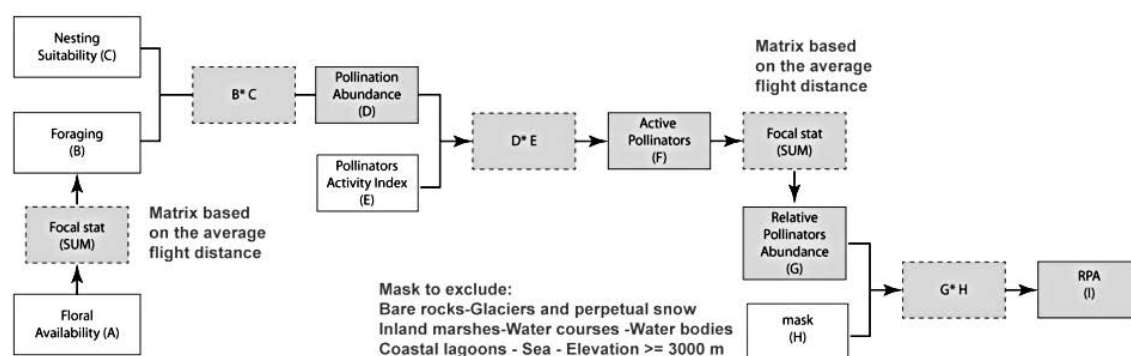 Nesting
Suitability (C)
Foraging
(B)
Focal stat
(SUM)
Floral
Availability (A)
Matrix based
on the average
flight distance
B* C
Pollination
Abundance
(D)
Pollinators
Activity Index
(E)
D* E
Active
Pollinators
(F)
Matrix based
on the average
flight distance
Focal stat
(SUM)
Relative
Pollinators
Abundance
(G)
Mask to exclude:
Bare rocks-Glaciers and perpetual snow
Inland marshes-Water courses -Water bodies
Coastal lagoons - Sea - Elevation >= 3000 m
mask
(H)
G* H
RPA
(I)